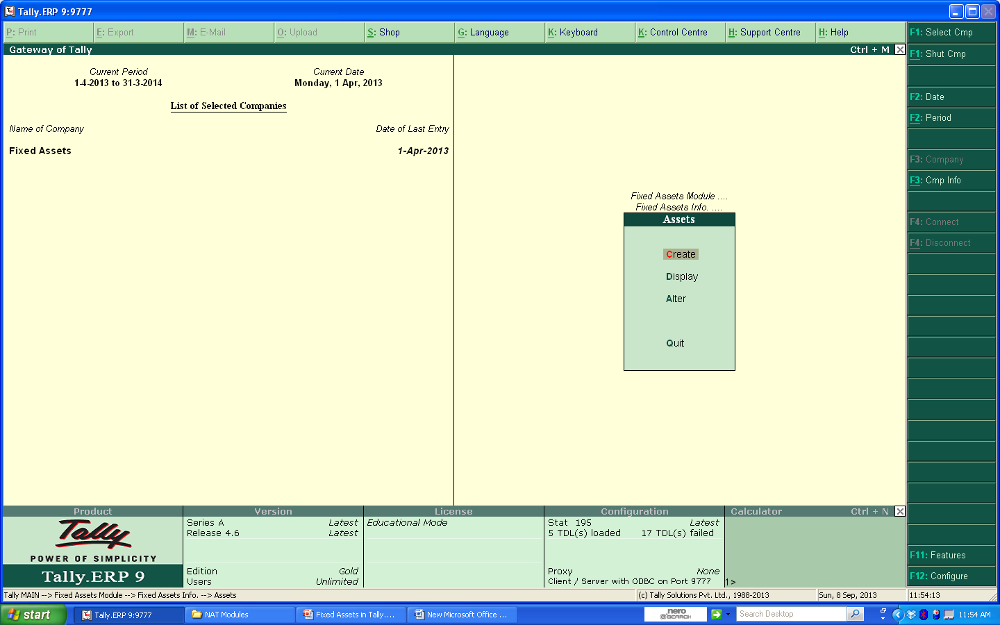 Tally.ERP 9:9777
P: Print E: Export M: E-Mail O: Upload S: Shop G: Language K: Keyboard K: Control Centre H: Support Centre H: Help
Gateway of Tally Ctrl + M
Current Period Current Date
1-4-2013 to 31-3-2014 Monday, 1 Apr, 2013
List of Selected Companies
Name of Company Date of Last Entry
Fixed Assets 1-Apr-2013
Fixed Assets Module ....
Fixed Assets Info. ....
Assets
Create
Display
Alter
Quit
F1: Select Cmp
F1: Shut Cmp
F2: Date
F2: Period
F3: Company
F3: Cmp Info
F4: Connect
F4: Disconnect
F11: Features
F12: Configure
Product Version License Configuration Calculator Ctrl + N
Tally
POWER OF SIMPLICITY
Tally.ERP 9
Series A Latest
Release 4.6 Latest
Edition Gold
Users Unlimited
Educational Mode
Stat 195 Latest
5 TDL(s) loaded 17 TDL(s) failed
Proxy None
Client / Server with ODBC on Port 9777
1>
Tally MAIN --> Fixed Assets Module --> Fixed Assets Info. --> Assets (c) Tally Solutions Pvt. Ltd., 1988-2013 Sun, 8 Sep, 2013 11:54:13
start Tally.ERP 9:9777 NAT Modules Fixed Assets in Tally.... New Microsoft Office ... nero SEARCH Search Desktop 11:54 AM